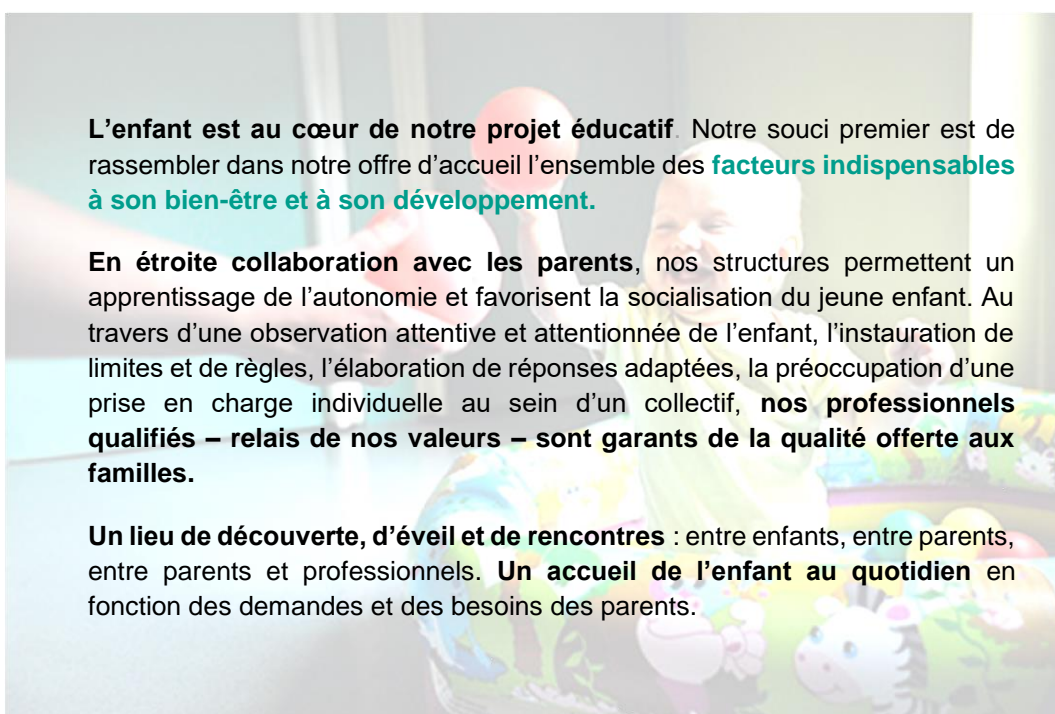 L’enfant est au cœur de notre projet éducatif. Notre souci premier est de
rassembler dans notre offre d’accueil l’ensemble des facteurs indispensables
à son bien-être et à son développement.
En étroite collaboration avec les parents, nos structures permettent un
apprentissage de l’autonomie et favorisent la socialisation du jeune enfant. Au
travers d’une observation attentive et attentionnée de l’enfant, l’instauration de
limites et de règles, l’élaboration de réponses adaptées, la préoccupation d’une
prise en charge individuelle au sein d’un collectif, nos professionnels
qualifiés – relais de nos valeurs – sont garants de la qualité offerte aux
familles.
Un lieu de découverte, d’éveil et de rencontres : entre enfants, entre parents,
entre parents et professionnels. Un accueil de l’enfant au quotidien en
fonction des demandes et des besoins des parents.